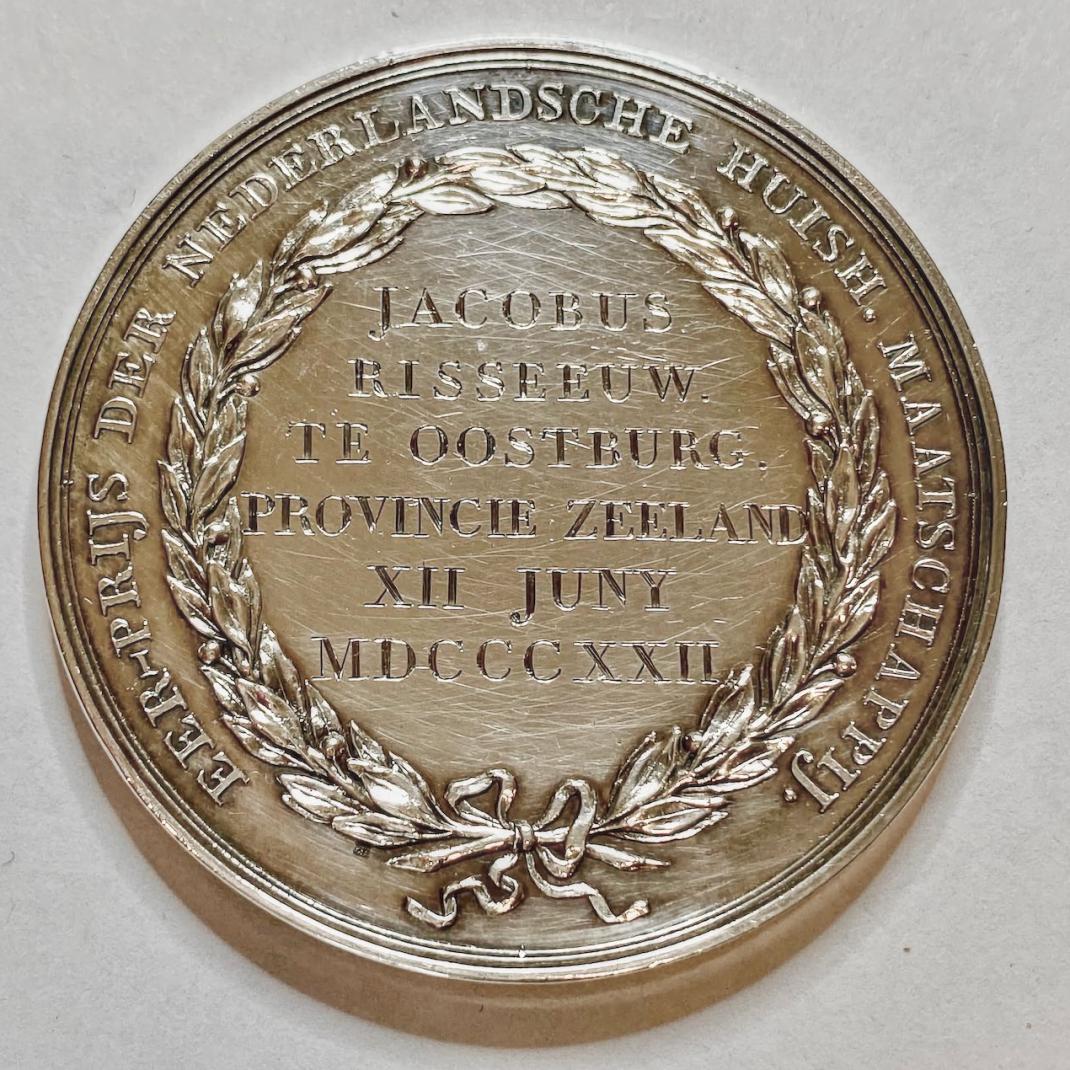 EER-PRIJS DER NEDERLANDSCHE HUISH. MAATSCHAPPIJ.
JACOBUS
RISSEEUW.
TE OOSTBURG.
PROVINCIE ZEELAND
XII JUNY
MDCCCXXII.